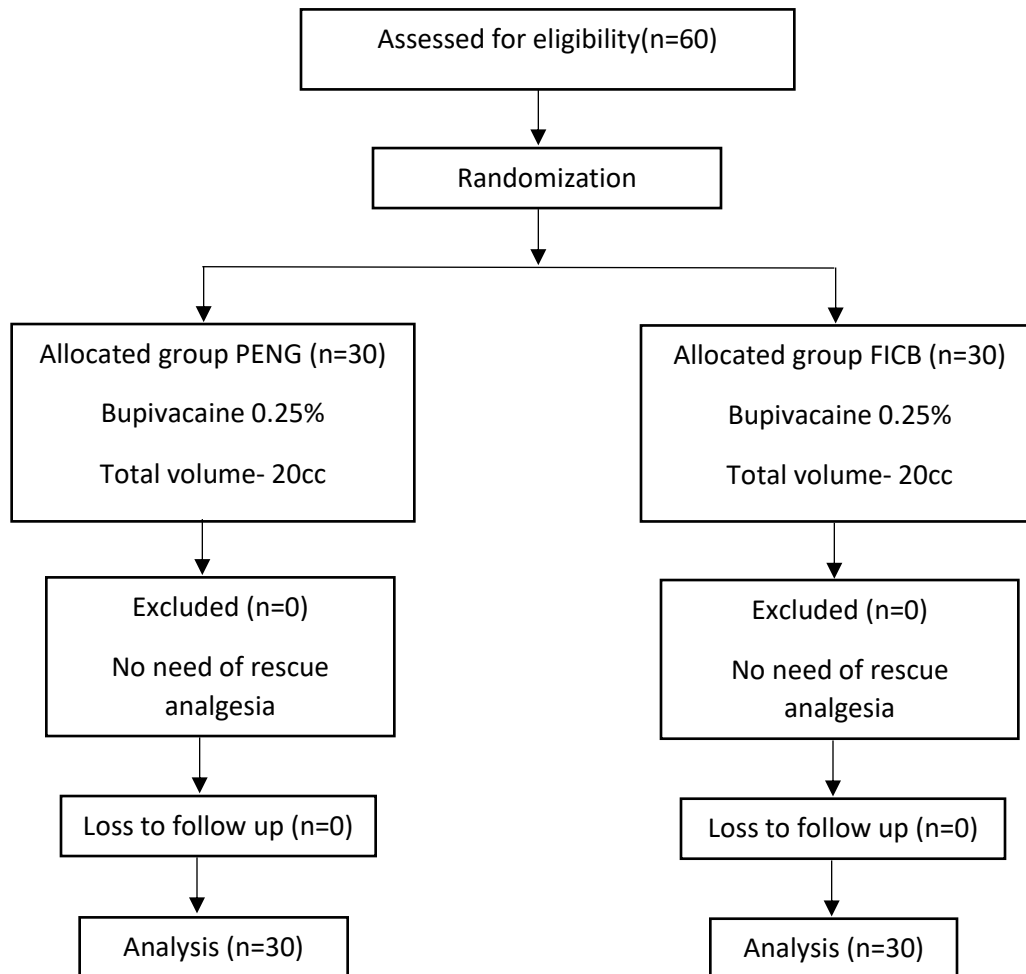 Assessed for eligibility(n=60)
Randomization
Allocated group PENG (n=30)
Bupivacaine 0.25%
Total volume- 20cc
Allocated group FICB (n=30)
Bupivacaine 0.25%
Total volume- 20cc
Excluded (n=0)
No need of rescue
analgesia
Excluded (n=0)
No need of rescue
analgesia
Loss to follow up (n=0)
Loss to follow up (n=0)
Analysis (n=30)
Analysis (n=30)